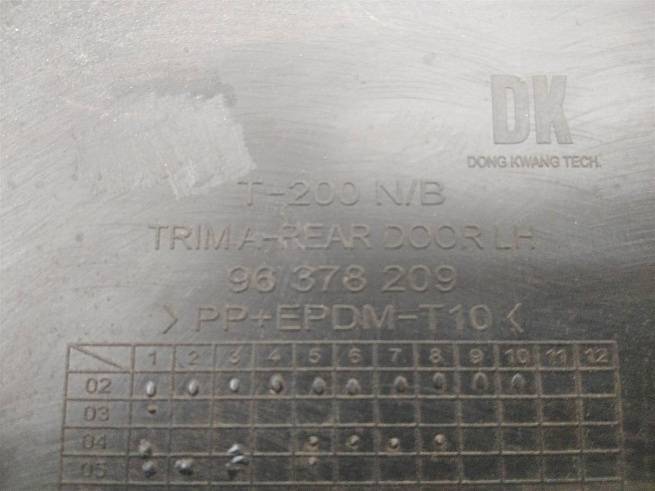 DK
DONG KWANG TECH.
T-200 N/B
TRIM A-REAR DOOR LH
96 378 209
>PP+EPDM-T10<
1 2 3 4 5 6 7 8 9 10 11 12
02
03
04
05